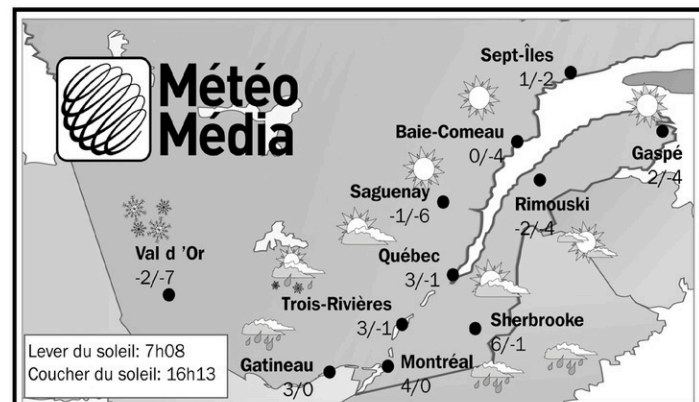 Météo
Média
Sept-Îles
1/-2
Baie-Comeau
0/-4
Gaspé
2/-4
Saguenay
-1/-6
Rimouski
-2/-4
Val d 'Or
-2/-7
Québec
3/-1
Trois-Rivières
3/-1
Sherbrooke
6/-1
Gatineau
3/0
Montréal
4/0
Lever du soleil: 7h08
Coucher du soleil: 16h13